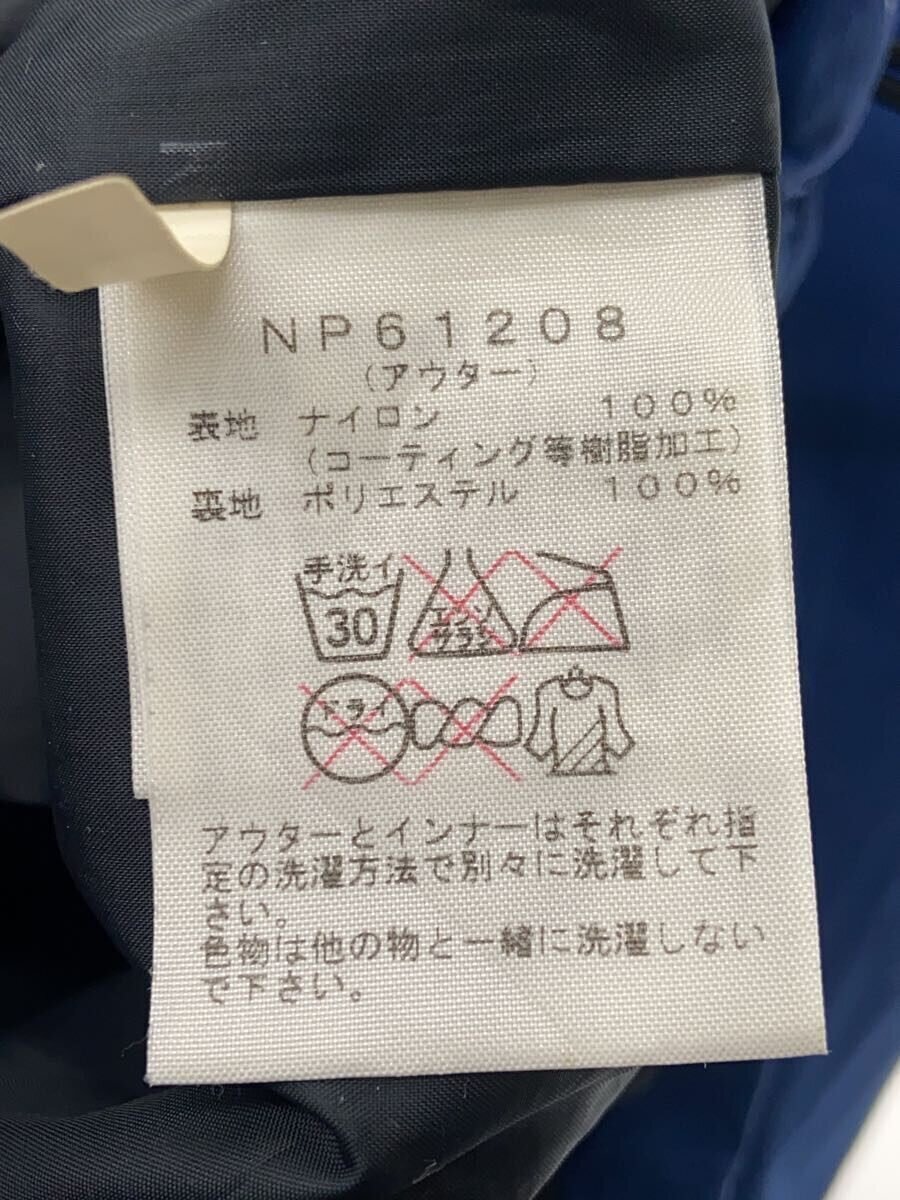 NP61208
(アウター)
表地 ナイロン 100%
(コーティング等樹脂加工)
裏地 ポリエステル 100%
手洗イ
30
エンソ
サラシ
ドライ
アウターとインナーはそれぞれ指
定の洗濯方法で別々に洗濯して下
さい。
色物は他の物と一緒に洗濯しない
で下さい。